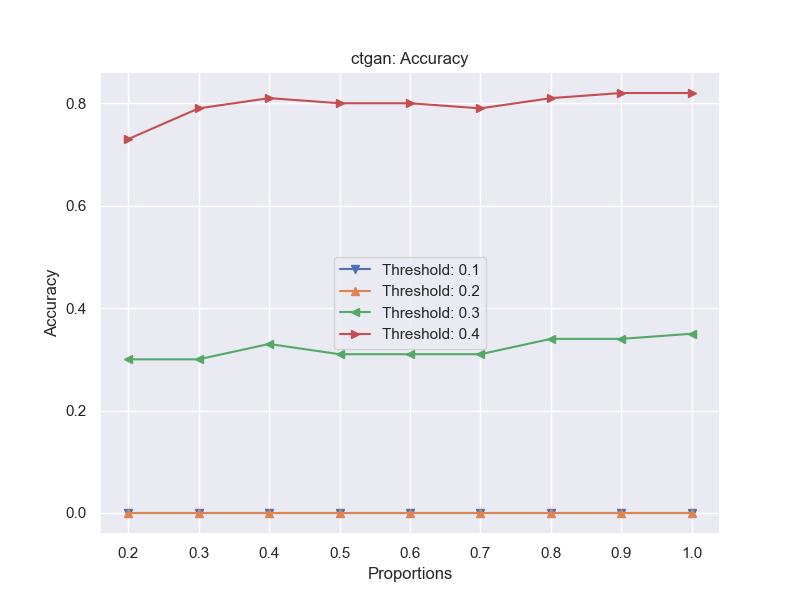 ctgan: Accuracy
0.8
0.6
0.4
0.2
0.0
Accuracy
Threshold: 0.1
Threshold: 0.2
Threshold: 0.3
Threshold: 0.4
0.2 0.3 0.4 0.5 0.6 0.7 0.8 0.9 1.0
Proportions